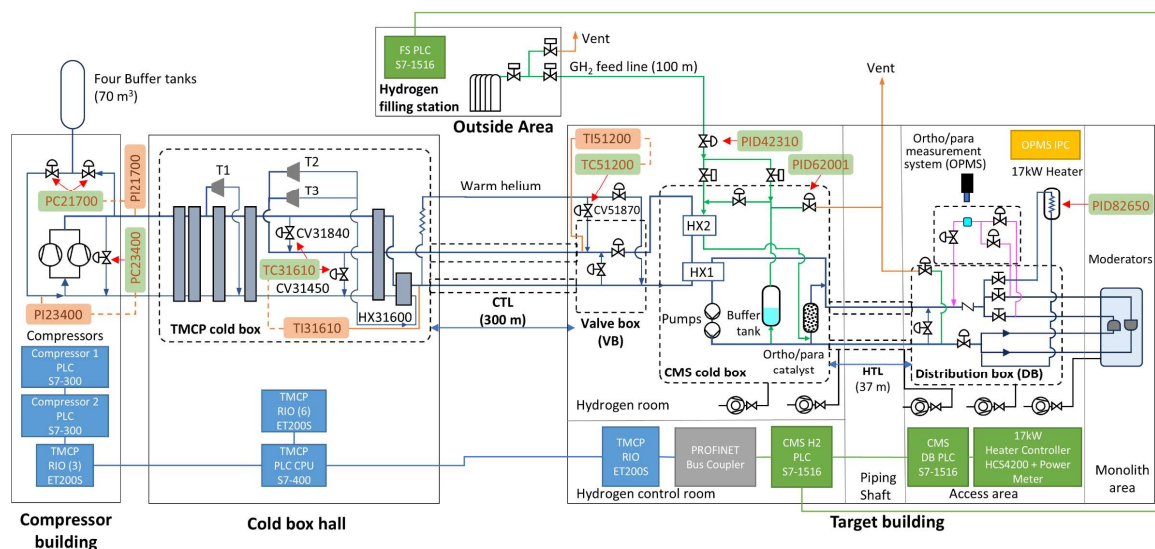 FS PLC
S7-1516
Hydrogen
filling station
Vent
GH2 feed line (100 m)
Outside Area
Four Buffer tanks
(70 m³)
PC21700
PI21700
PC23400
PI23400
Compressors
Compressor 1
PLC
S7-300
Compressor 2
PLC
S7-300
TMCP
RIO (3)
ET200S
Compressor
building
T1
T2
T3
CV31840
TC31610
CV31450
HX31600
TMCP cold box
TI31610
TMCP
RIO (6)
ET200S
TMCP
PLC CPU
S7-400
Cold box hall
Warm helium
CTL
(300 m)
TI51200
TC51200
CV51870
Valve box
(VB)
PID42310
PID62001
HX2
HX1
Pumps
Buffer
tank
Ortho/para
catalyst
CMS cold box
Hydrogen room
HTL
(37 m)
Vent
Ortho/para
measurement
system (OPMS)
OPMS IPC
17kW Heater
PID82650
Moderators
Distribution box (DB)
TMCP
RIO
ET200S
PROFINET
Bus Coupler
CMS H2
PLC
S7-1516
CMS
DB PLC
S7-1516
17kW
Heater Controller
HCS4200 + Power
Meter
Hydrogen control room
Piping
Shaft
Access area
Monolith
area
Target building